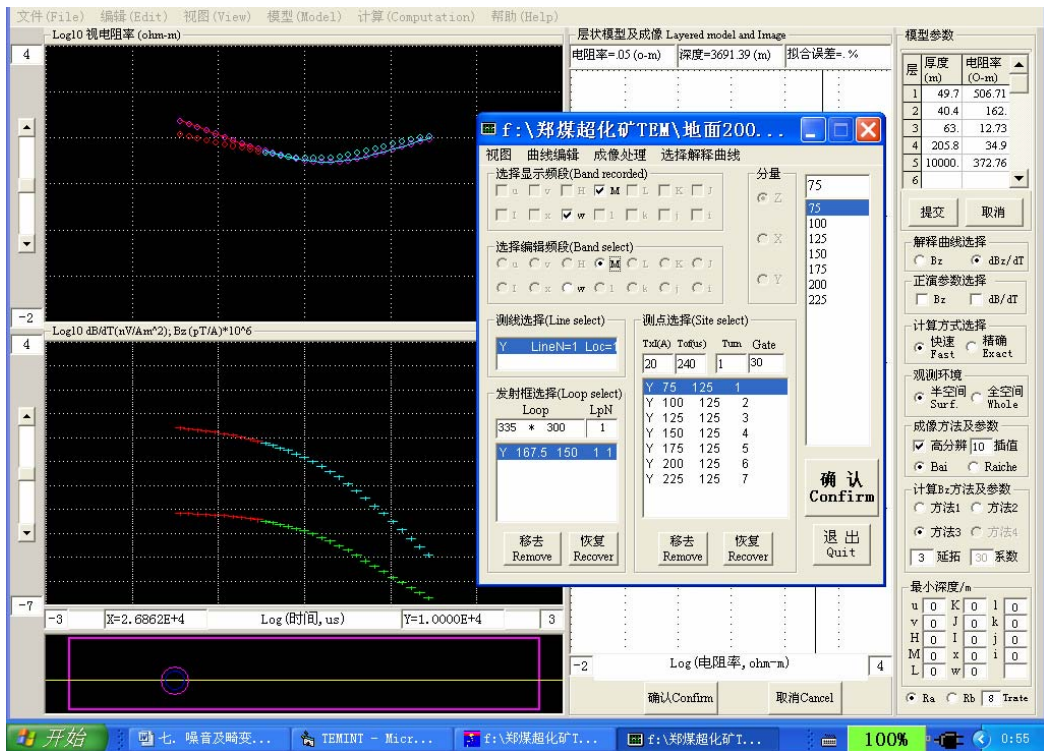 文件(File) 编辑(Edit) 视图(View) 模型(Model) 计算(Computation) 帮助(Help)
Log10 视电阻率 (ohm-m)
4
-2
Log10 dB/dT(nV/Am^2); Bz(pT/A)*10^6
4
-7
-3 X=2.6862E+4 Log(时间,us) Y=1.0000E+4 3
层状模型及成像 Layered model and Image
电阻率=.05 (o-m) 深度=3691.39 (m) 拟合误差=. %
-2 Log(电阻率, ohm-m) 4
确认Confirm 取消Cancel
f:\郑煤超化矿TEM\地面200...
视图 曲线编辑 成像处理 选择解释曲线
选择显示频段(Band recorded)
u v H M L K J
I x w l k j i
选择编辑频段(Band select)
u v H M L K J
I x w l k j i
分量
Z
X
Y
75
75
100
125
150
175
200
225
测线选择(Line select)
Y LineN=1 Loc=1
发射框选择(Loop select)
Loop LpN
335 * 300 1
Y 167.5 150 1 1
移去 Remove 恢复 Recover
测点选择(Site select)
TxI(A) Tof(us) Turn Gate
20 240 1 30
Y 75 125 1
Y 100 125 2
Y 125 125 3
Y 150 125 4
Y 175 125 5
Y 200 125 6
Y 225 125 7
移去 Remove 恢复 Recover
确 认
Confirm
退 出
Quit
模型参数
层 厚度(m) 电阻率(O-m)
1 49.7 506.71
2 40.4 162.
3 63. 12.73
4 205.8 34.9
5 10000. 372.76
6
提交 取消
解释曲线选择
Bz dBz/dT
正演参数选择
Bz dB/dT
计算方式选择
快速 Fast 精确 Exact
观测环境
半空间 Surf. 全空间 Whole
成像方法及参数
高分辨 10 插值
Bai Raiche
计算Bz方法及参数
方法1 方法2
方法3 方法4
3 延拓 30 系数
最小深度/m
u 0 K 0 l 0
v 0 J 0 k 0
H 0 I 0 j 0
M 0 x 0 i 0
L 0 w 0
Ra Rb 8 Trate
开始 七. 噪音及畸变... TEMINT - Micr... f:\郑煤超化矿T... f:\郑煤超化矿T... 100% 0:55